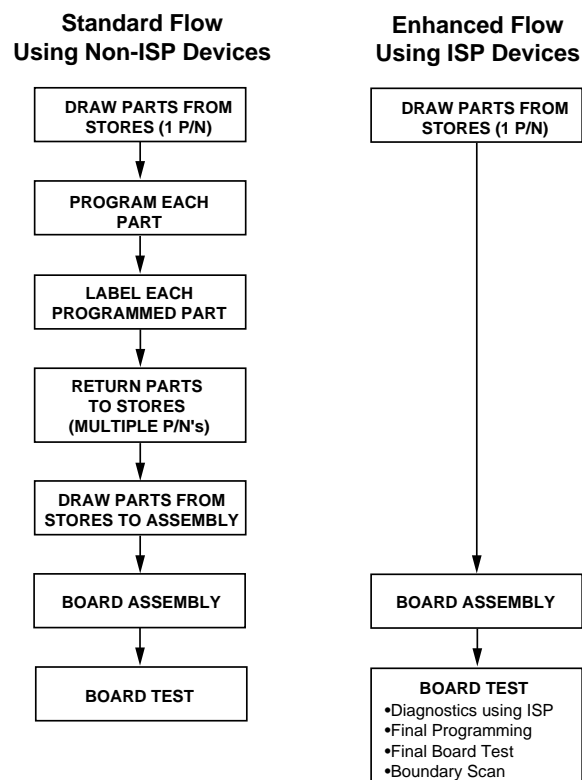 Standard Flow
Using Non-ISP Devices
DRAW PARTS FROM
STORES (1 P/N)
PROGRAM EACH
PART
LABEL EACH
PROGRAMMED PART
RETURN PARTS
TO STORES
(MULTIPLE P/N's)
DRAW PARTS FROM
STORES TO ASSEMBLY
BOARD ASSEMBLY
BOARD TEST
Enhanced Flow
Using ISP Devices
DRAW PARTS FROM
STORES (1 P/N)
BOARD ASSEMBLY
BOARD TEST
•Diagnostics using ISP
•Final Programming
•Final Board Test
•Boundary Scan